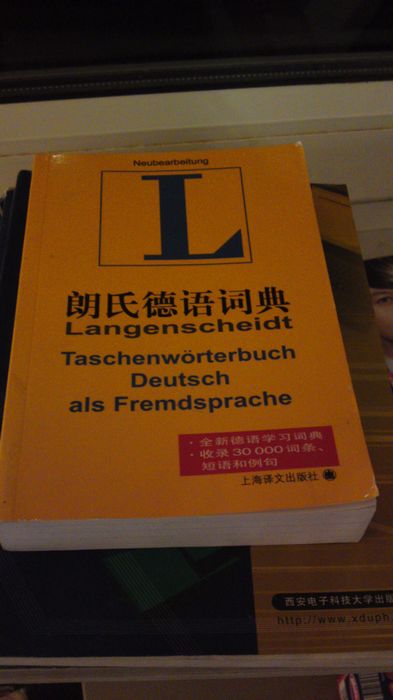 Neubearbeitung
L
朗氏德语词典
Langenscheidt
Taschenwörterbuch
Deutsch
als Fremdsprache
·全新德语学习词典
·收录30 000词条、
短语和例句
上海译文出版社
西安电子科技大学出版
http://www.xduph